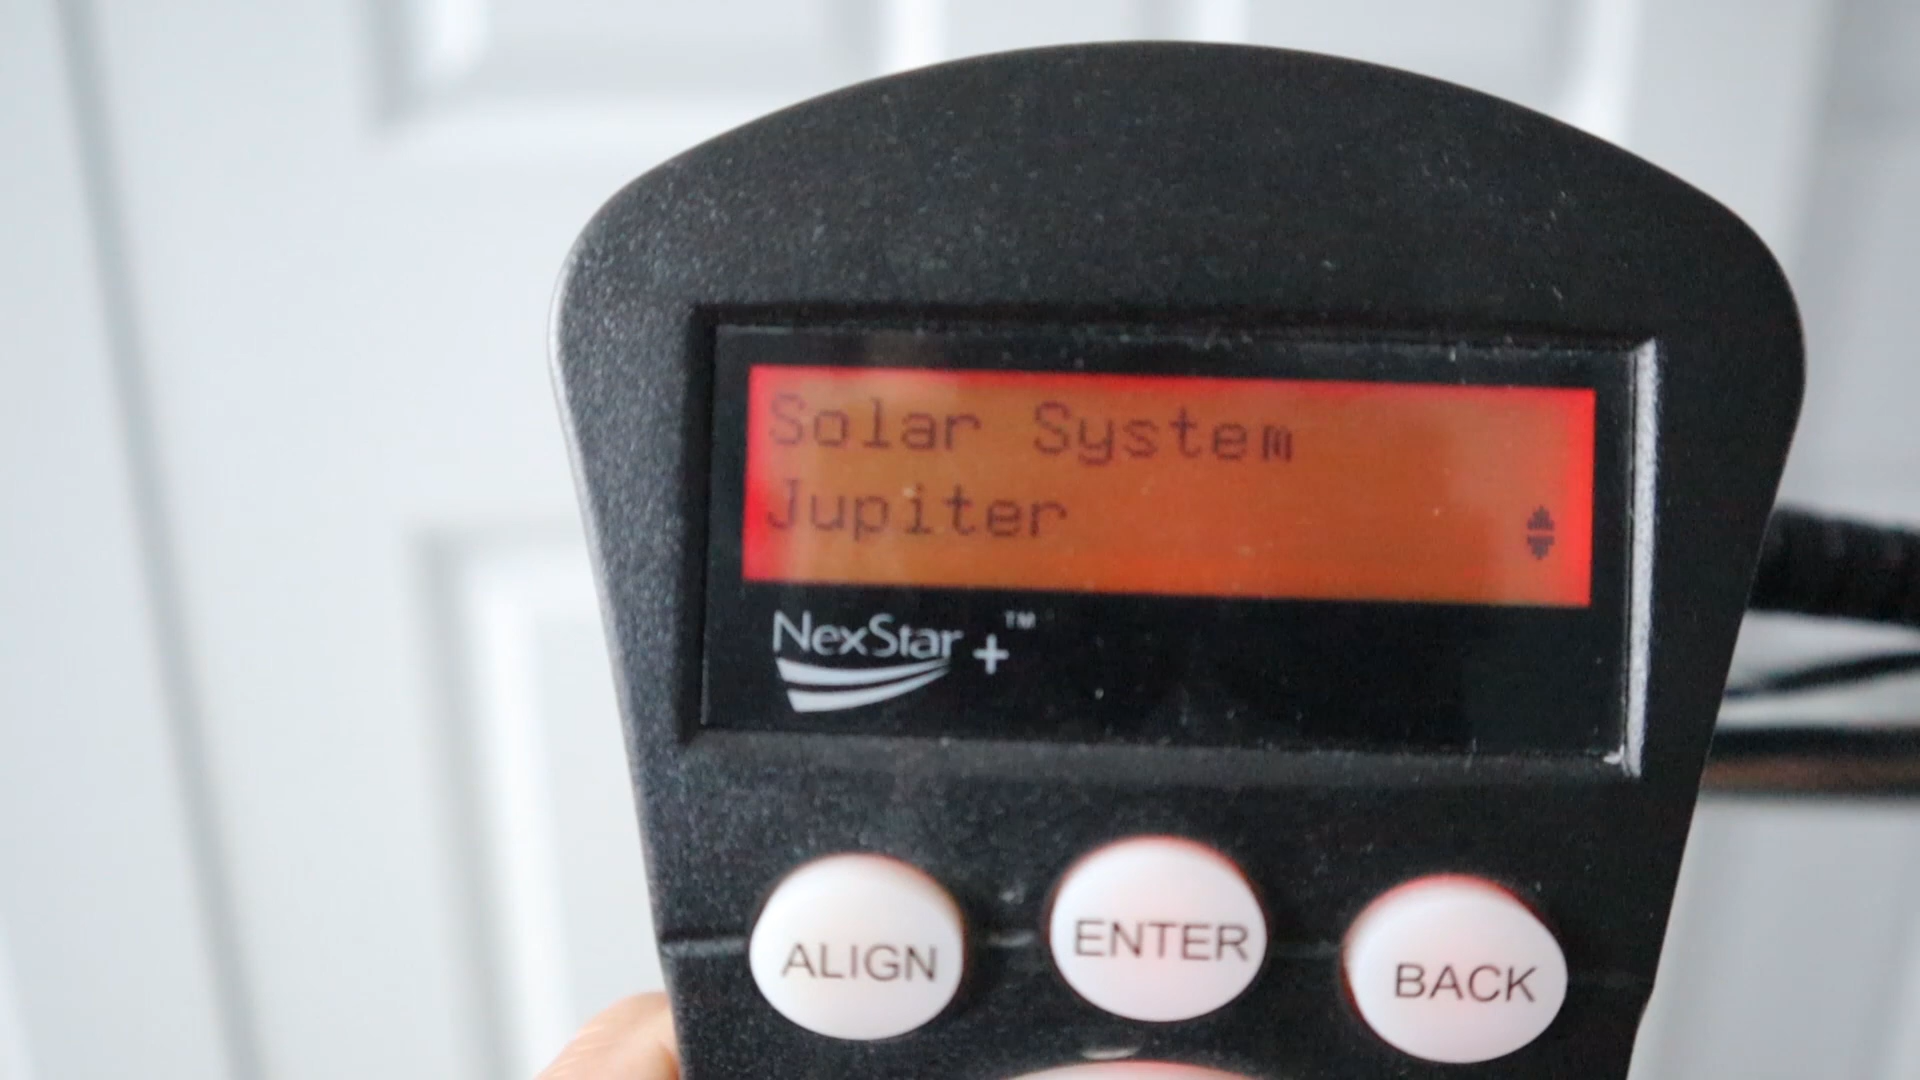 Solar System
Jupiter
NexStar +™
ALIGN
ENTER
BACK